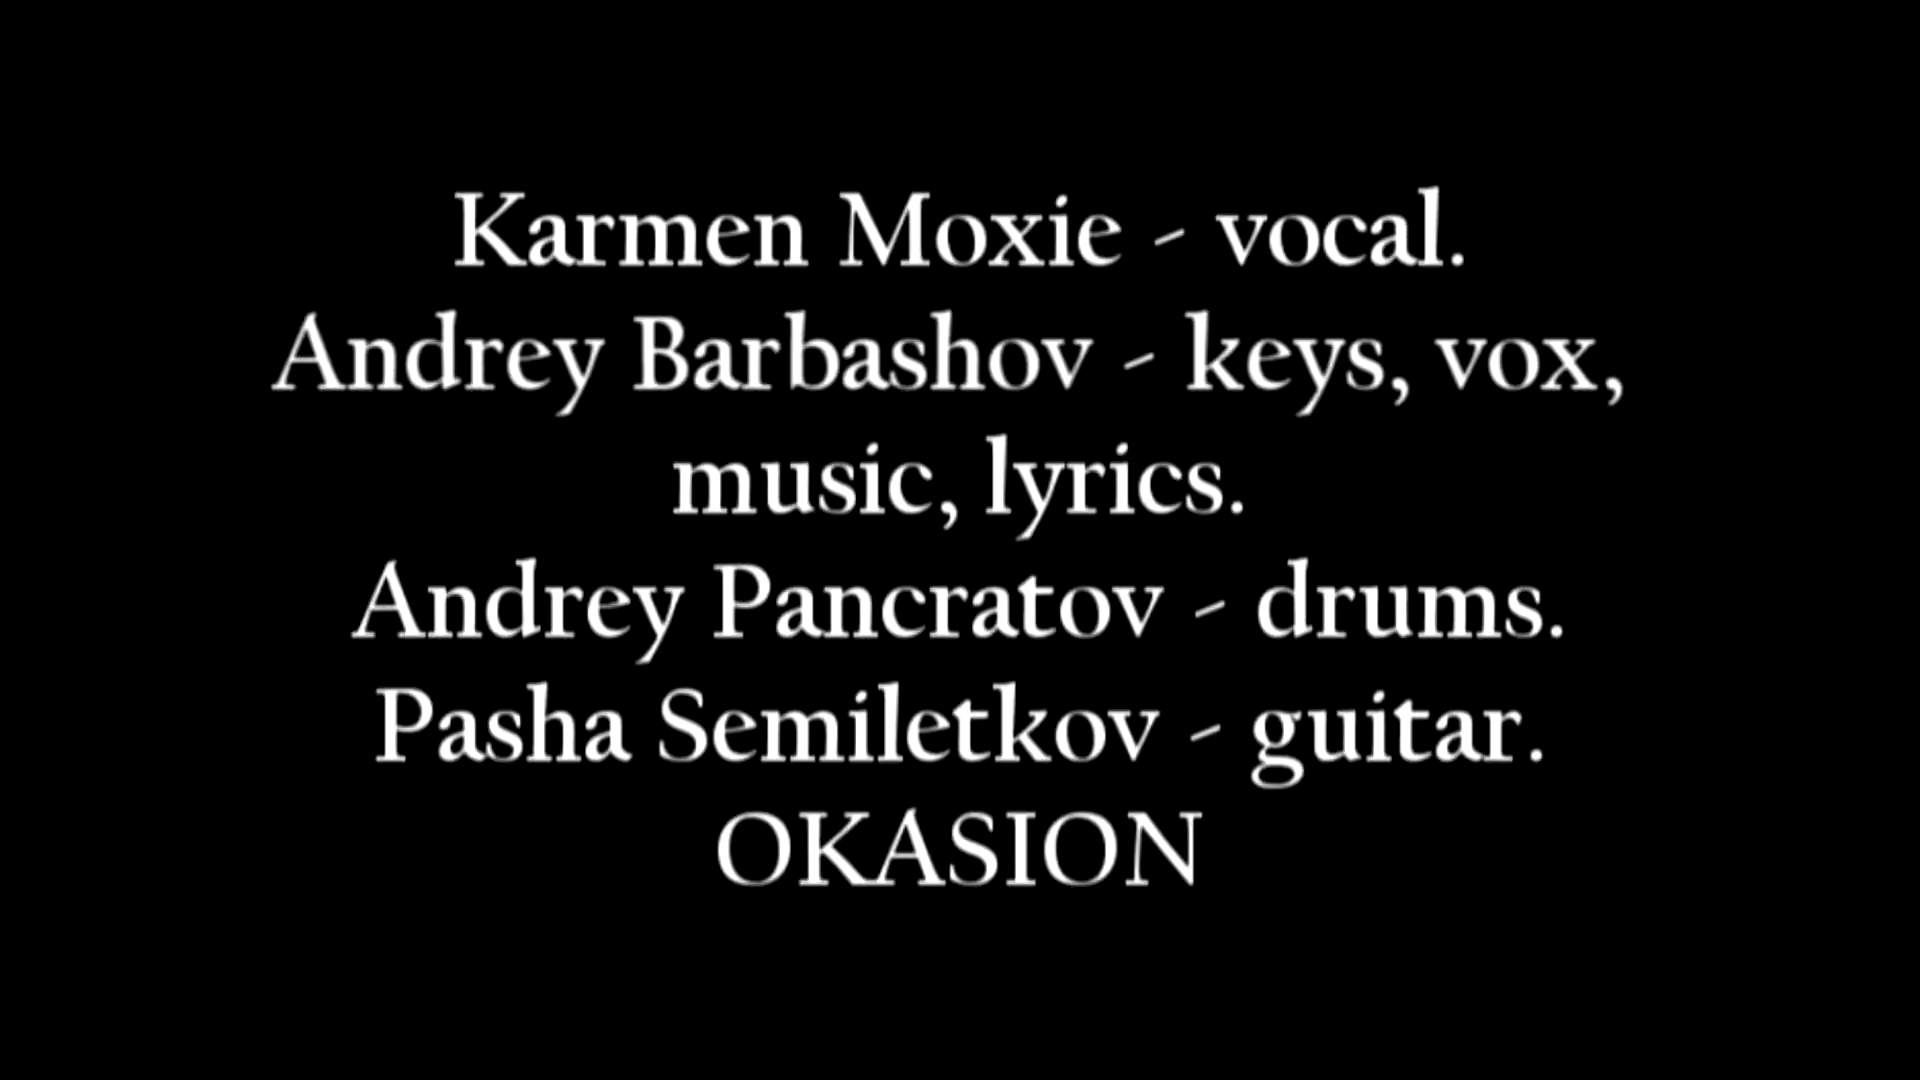 Karmen Moxie - vocal.
Andrey Barbashov - keys, vox,
music, lyrics.
Andrey Pancratov - drums.
Pasha Semiletkov - guitar.
OKASION